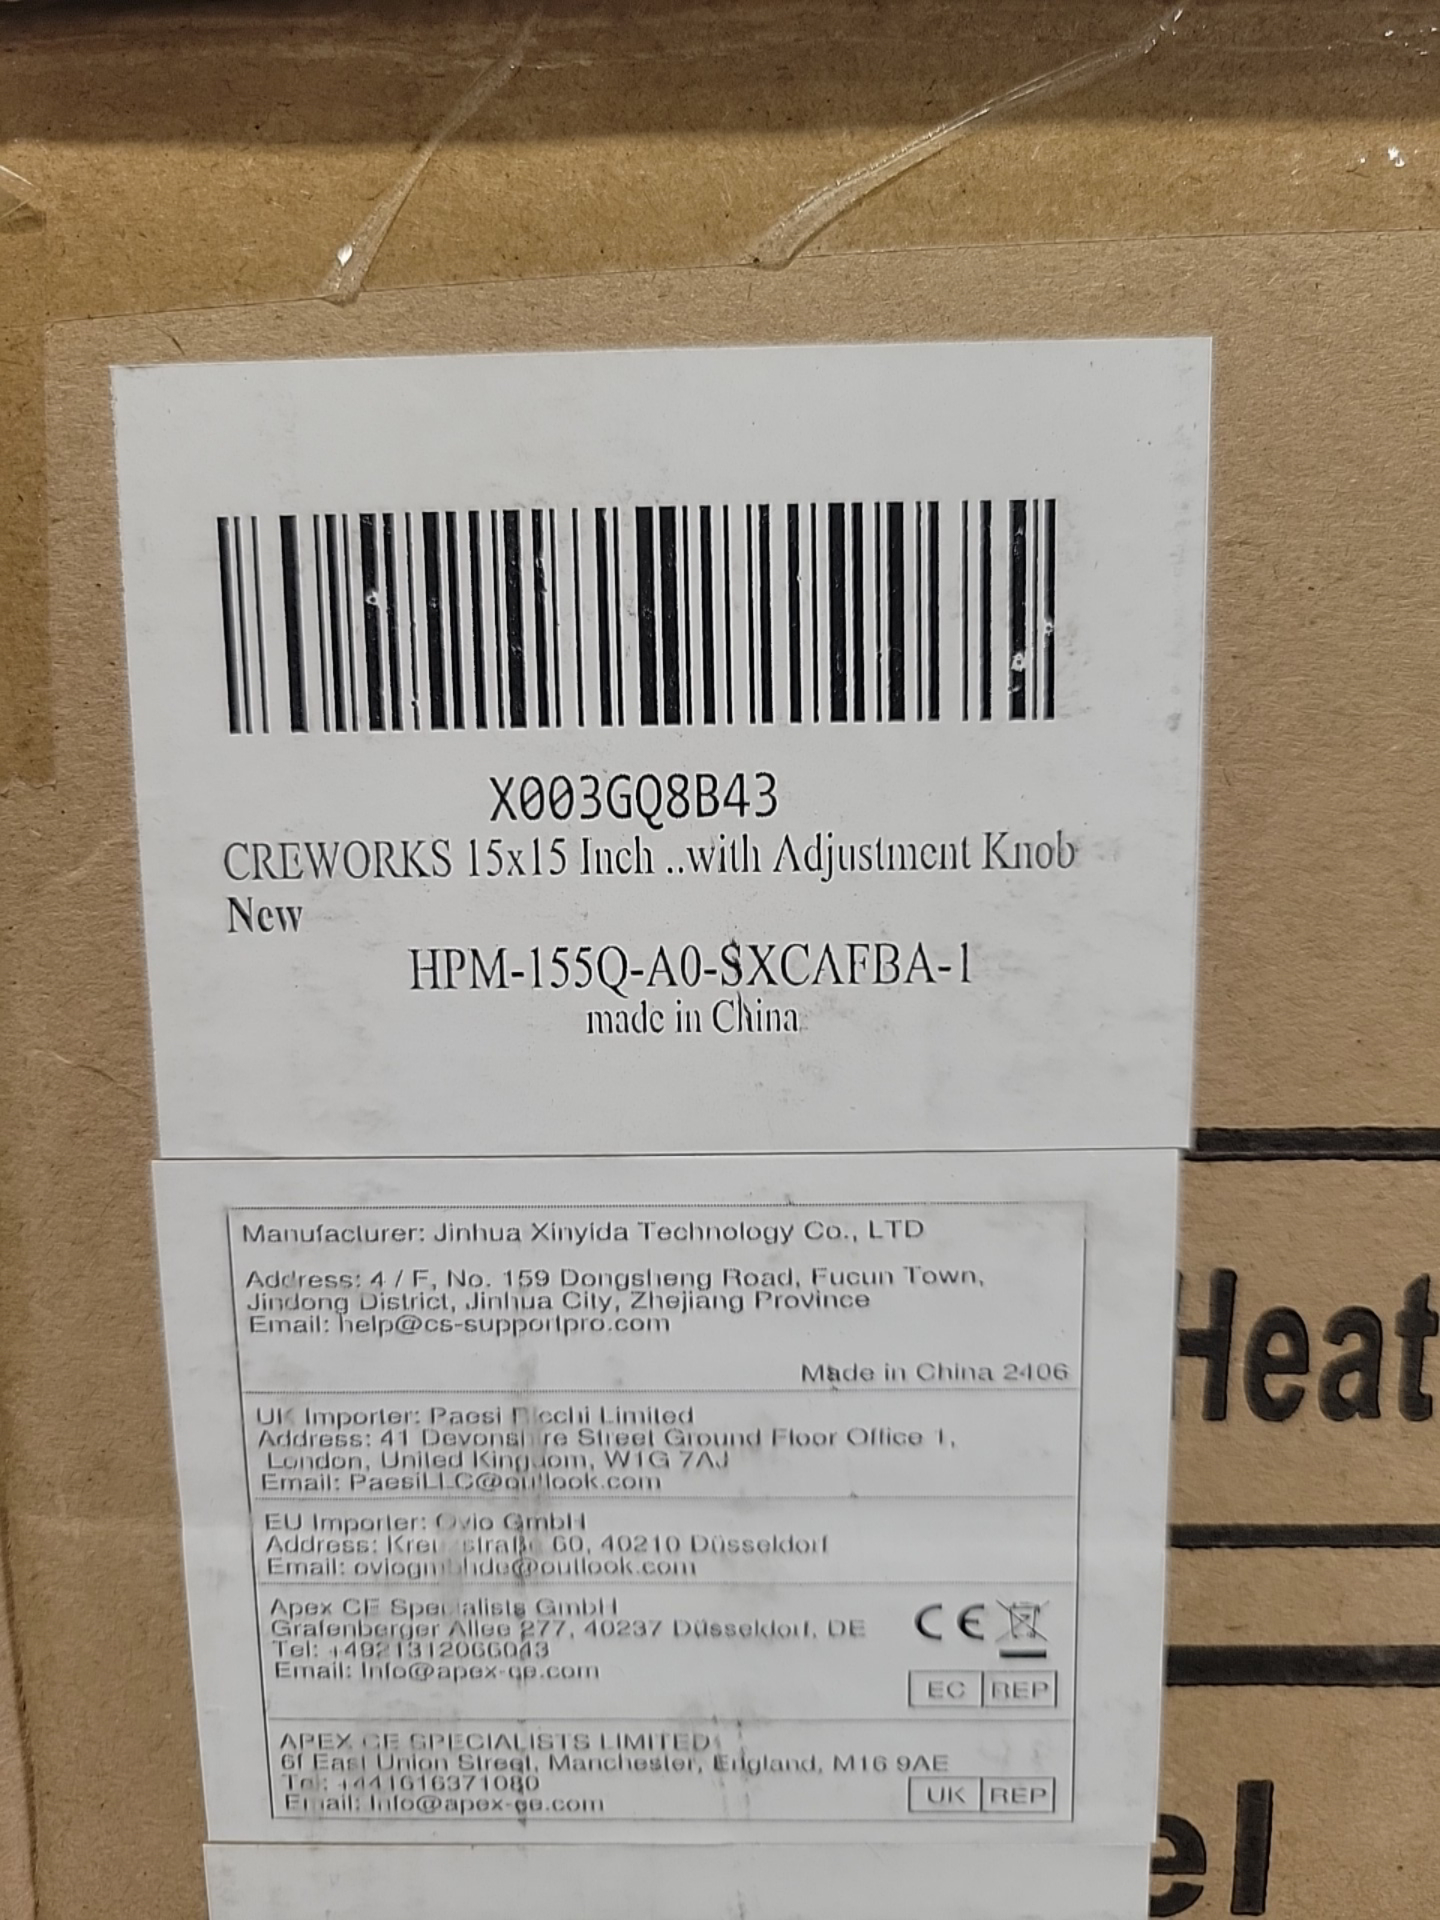 X003GQ8B43
CREWORKS 15x15 Inch ..with Adjustment Knob
New
HPM-155Q-A0-SXCAFBA-1
made in China
Manufacturer: Jinhua Xinyida Technology Co., LTD
Address: 4 / F, No. 159 Dongsheng Road, Fucun Town,
Jindong District, Jinhua City, Zhejiang Province
Email: help@cs-supportpro.com
Made in China 2406
UK Importer: Paesi Limited
Address: 41 Devonshire Street Ground Floor Office 1,
London, United Kingdom, W1G 7AJ
Email: PaesiLLC@outlook.com
EU Importer: Ovio GmbH
Address: 60, 40210 Düsseldorf
Email: oviogmbhde@outlook.com
Apex CE Specialists GmbH
Grafenberger Allee 277, 40237 Düsseldorf, DE
Tel: +4921312066043
Email: Info@apex-ce.com
CE
EC REP
APEX CE SPECIALISTS LIMITED
6f East Union Street, Manchester, England, M16 9AE
Tel: +441616371080
Email: Info@apex-ce.com
UK REP
Heat
el